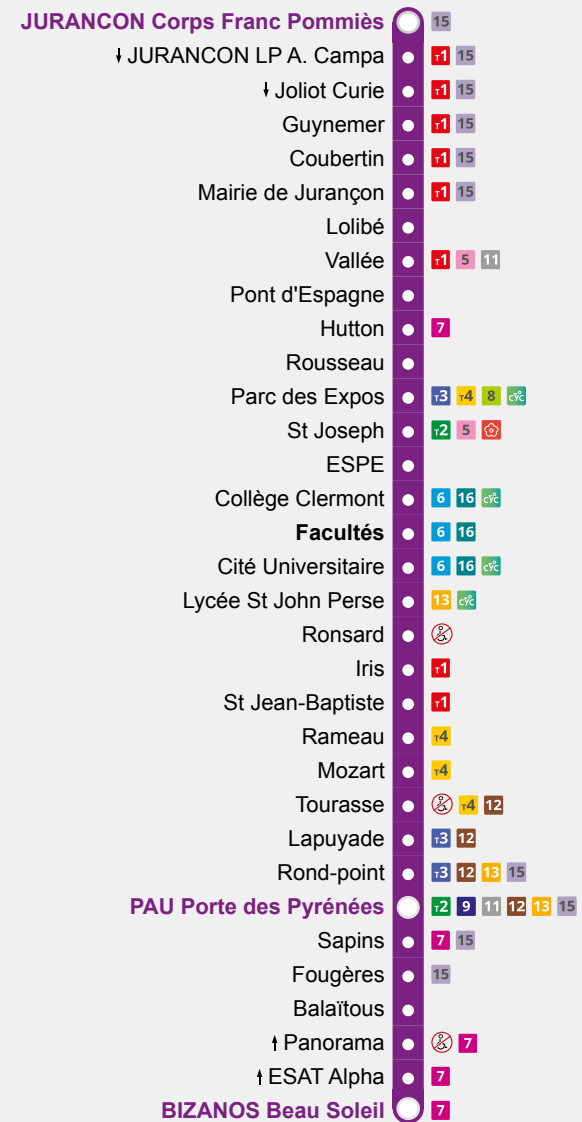 JURANCON Corps Franc Pommiès 15
JURANCON LP A. Campa T1 15
Joliot Curie T1 15
Guynemer T1 15
Coubertin T1 15
Mairie de Jurançon T1 15
Lolibé
Vallée T1 5 11
Pont d'Espagne
Hutton 7
Rousseau
Parc des Expos T3 T4 8 cyc
St Joseph T2 5
ESPE
Collège Clermont 6 16 cyc
Facultés 6 16
Cité Universitaire 6 16 cyc
Lycée St John Perse 13 cyc
Ronsard
Iris T1
St Jean-Baptiste T1
Rameau T4
Mozart T4
Tourasse T4 12
Lapuyade T3 12
Rond-point T3 12 13 15
PAU Porte des Pyrénées T2 9 11 12 13 15
Sapins 7 15
Fougères 15
Balaïtous
Panorama 7
ESAT Alpha 7
BIZANOS Beau Soleil 7